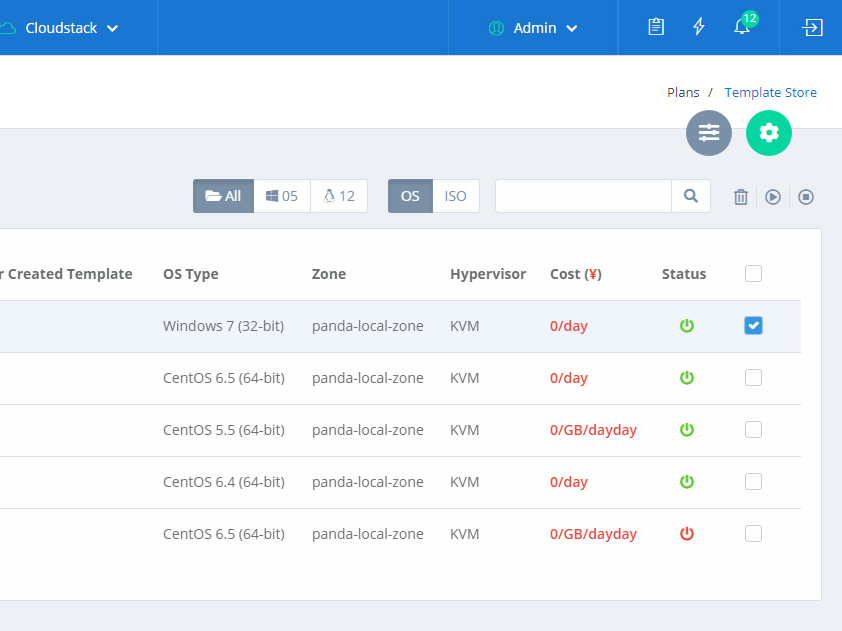 Cloudstack Admin 12
Plans / Template Store
All 05 12 OS ISO
Created Template OS Type Zone Hypervisor Cost (¥) Status
Windows 7 (32-bit) panda-local-zone KVM 0/day
CentOS 6.5 (64-bit) panda-local-zone KVM 0/day
CentOS 5.5 (64-bit) panda-local-zone KVM 0/GB/dayday
CentOS 6.4 (64-bit) panda-local-zone KVM 0/day
CentOS 6.5 (64-bit) panda-local-zone KVM 0/GB/dayday